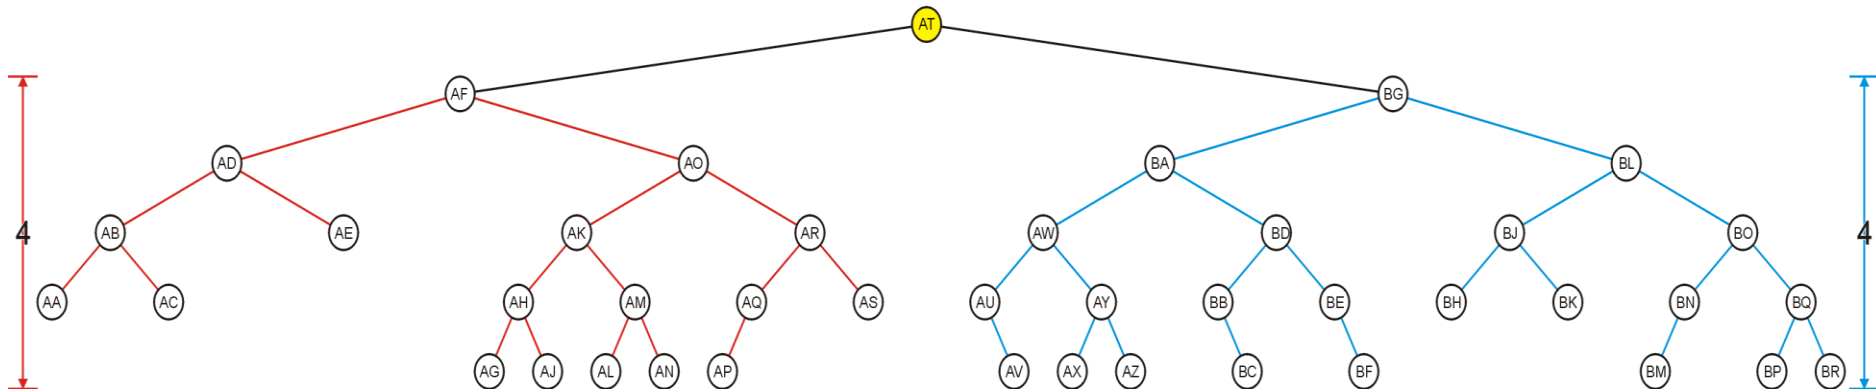 AT
AF BG
AD AO BA BL
4 AB AE AK AR AW BD BJ BO 4
AA AC AH AM AQ AS AU AY BB BE BH BK BN BQ
AG AJ AL AN AP AV AX AZ BC BF BM BP BR